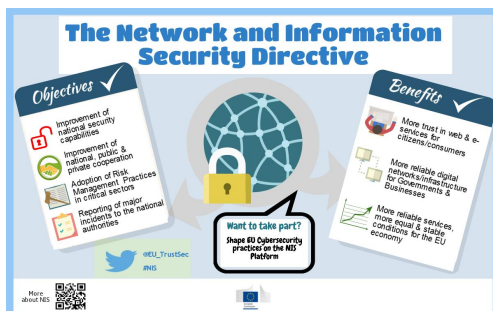 The Network and Information
Security Directive
Objectives
Improvement of
national security
capabilities
Improvement of
national, public &
private cooperation
Adoption of Risk
Management Practices
in critical sectors
Reporting of major
incidents to the national
authorities
Benefits
More trust in web & e-
services for
citizens/consumers
More reliable digital
networks/infrastructure
for Governments &
Businesses
More reliable services,
more equal & stable
conditions for the EU
economy
Want to take part?
Shape EU Cybersecurity
practices on the NIS
Platform
@EU_TrustSec
#NIS
More
about NIS